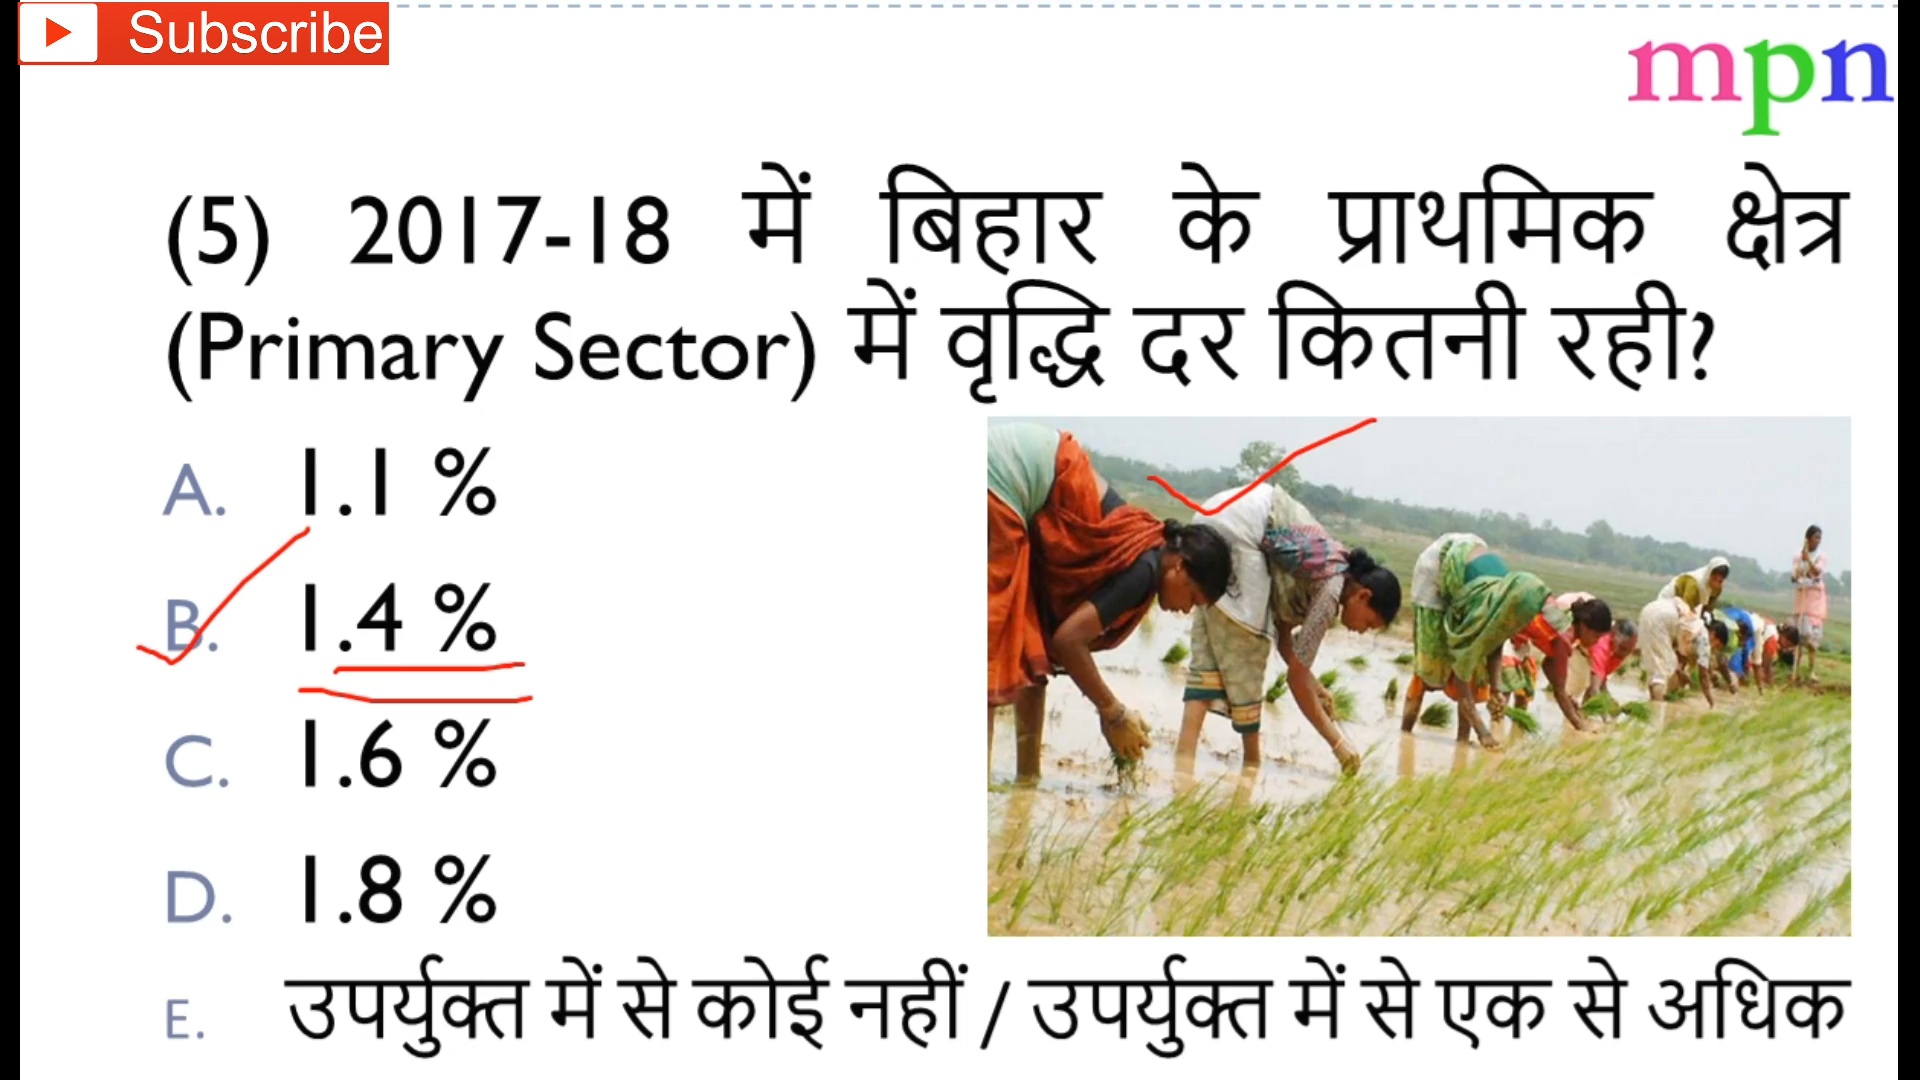 Subscribe
mpn
(5) 2017-18 में बिहार के प्राथमिक क्षेत्र
(Primary Sector) में वृद्धि दर कितनी रही?
A. 1.1 %
B. 1.4 %
C. 1.6 %
D. 1.8 %
E. उपर्युक्त में से कोई नहीं / उपर्युक्त में से एक से अधिक